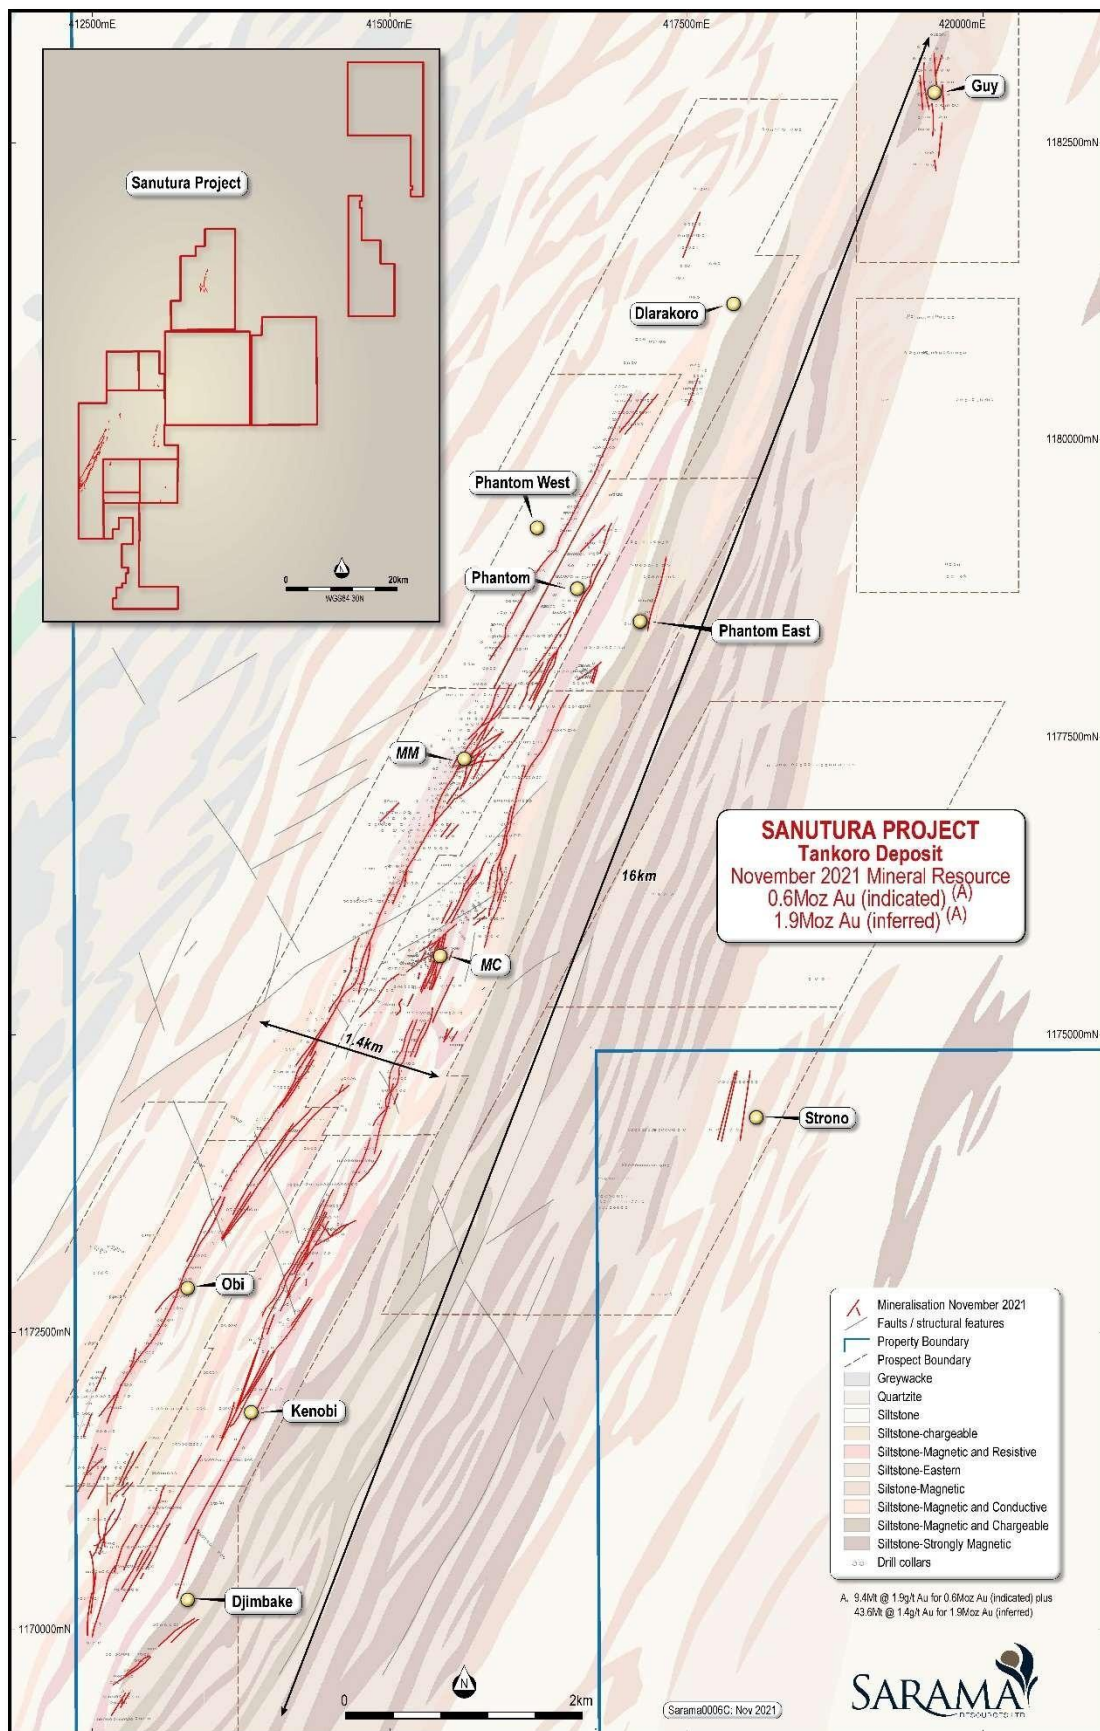 412500mE
415000mE
417500mE
420000mE
Guy
1182500mN
Sanutura Project
Dlarakoro
0 20km
WGS84-30N
1180000mN
Phantom West
Phantom
Phantom East
MM
1177500mN
SANUTURA PROJECT
Tankoro Deposit
November 2021 Mineral Resource
0.6Moz Au (indicated) (A)
1.9Moz Au (inferred) (A)
16km
MC
1.4km
1175000mN
Strono
Obi
1172500mN
Kenobi
Djimbake
1170000mN
Mineralisation November 2021
Faults / structural features
Property Boundary
Prospect Boundary
Greywacke
Quartzite
Siltstone
Siltstone-chargeable
Siltstone-Magnetic and Resistive
Siltstone-Eastern
Silstone-Magnetic
Siltstone-Magnetic and Conductive
Siltstone-Magnetic and Chargeable
Siltstone-Strongly Magnetic
Drill collars
A. 9.4Mt @ 1.9g/t Au for 0.6Moz Au (indicated) plus
43.6Mt @ 1.4g/t Au for 1.9Moz Au (inferred)
N
0 2km
Sarama0006C: Nov 2021
SARAMA
RESOURCES LTD